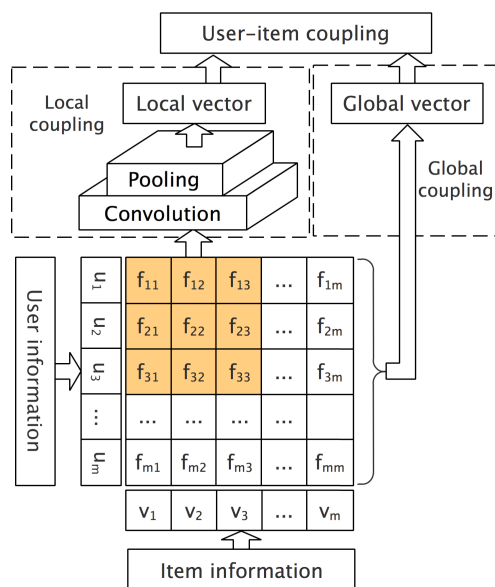 User-item coupling
Local
coupling
Local vector
Global vector
Global
coupling
Pooling
Convolution
User information
u1 f11 f12 f13 ... f1m
u2 f21 f22 f23 ... f2m
u3 f31 f32 f33 ... f3m
... ... ... ... ...
um fm1 fm2 fm3 ... fmm
v1 v2 v3 ... vm
Item information